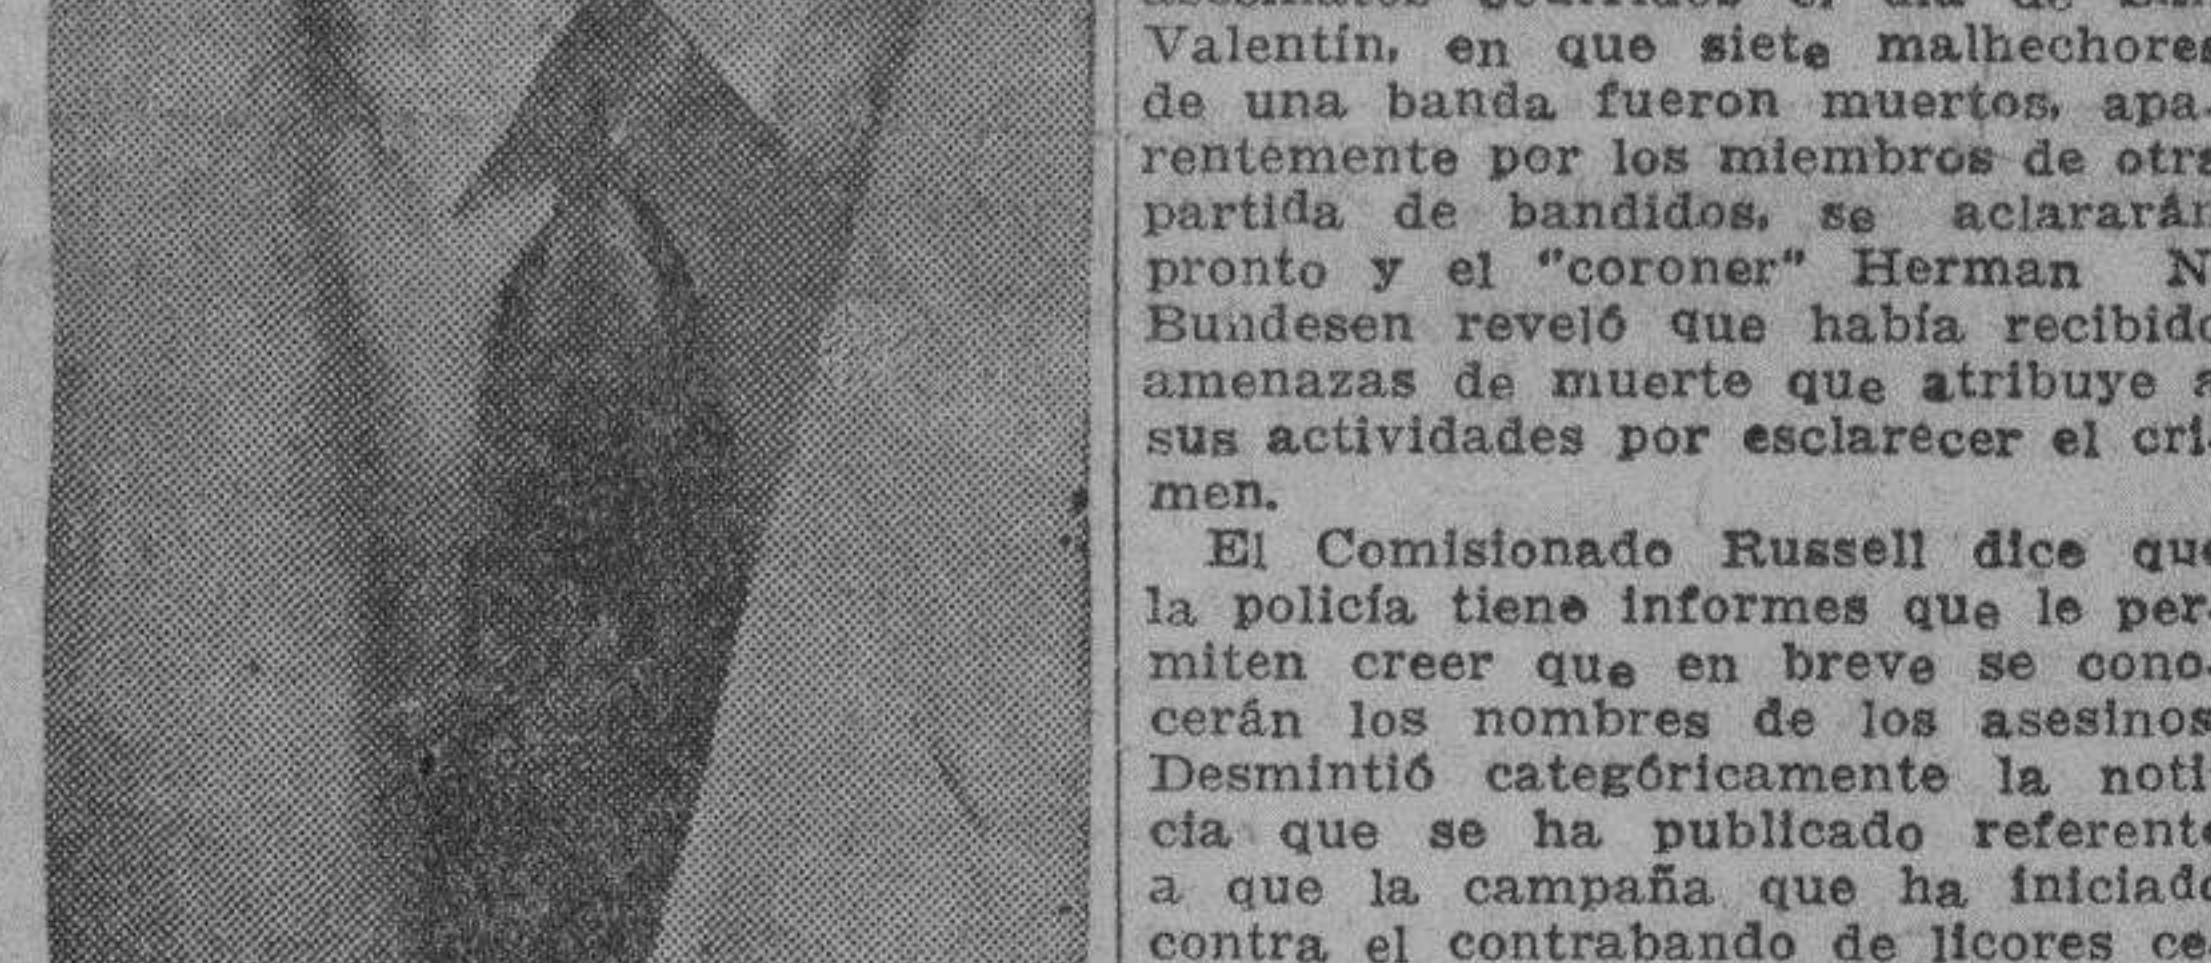 Valentín, en que siete malhechores
de una banda fueron muertos, apa-
rentemente por los miembros de otra
partida de bandidos, se aclararán
pronto y el "coroner" Herman N.
Bundesen reveló que había recibido
amenazas de muerte que atribuye a
sus actividades por esclarecer el cri-
men.
El Comisionado Russell dice que
la policía tiene informes que le per-
miten creer que en breve se cono-
cerán los nombres de los asesinos.
Desmintió categóricamente la noti-
cia que se ha publicado referente
a que la campaña que ha iniciado
contra el contrabando de licores